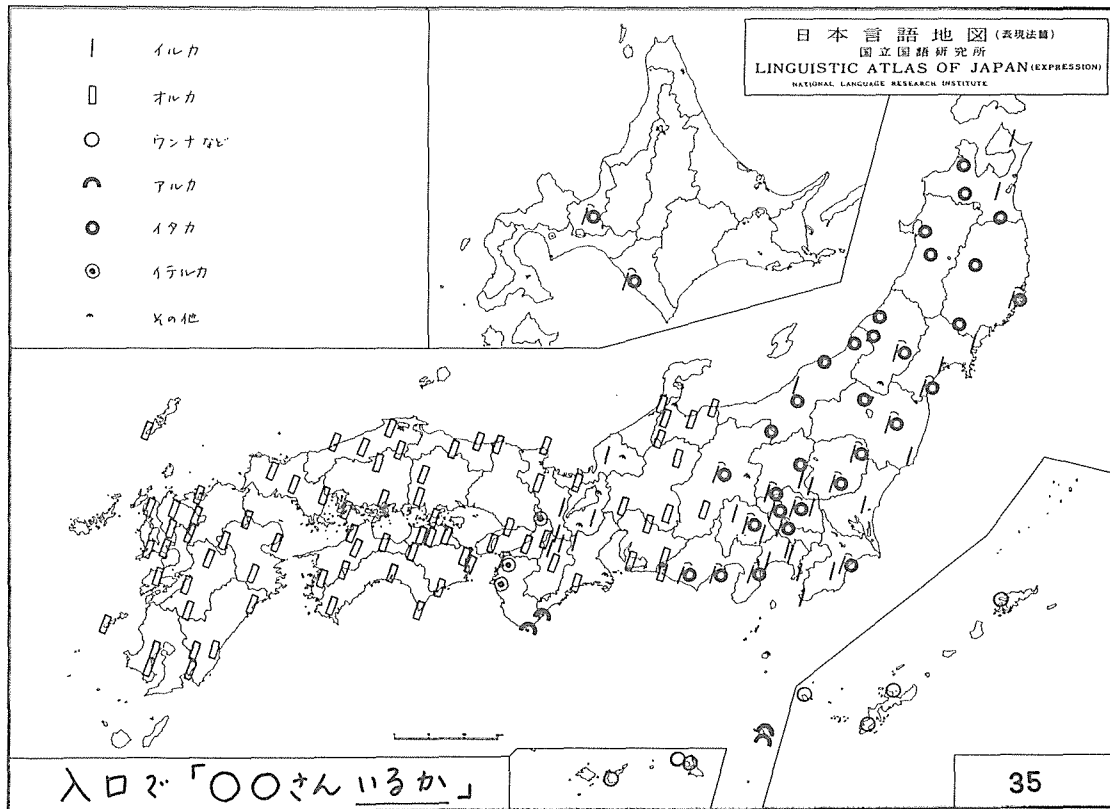 日本言語地図(表現法篇)
国立国語研究所
LINGUISTIC ATLAS OF JAPAN (EXPRESSION)
NATIONAL LANGUAGE RESEARCH INSTITUTE
イルカ
オルカ
ウンナなど
アルカ
イタカ
イテルカ
その他
入口で「○○さんいるか」
35